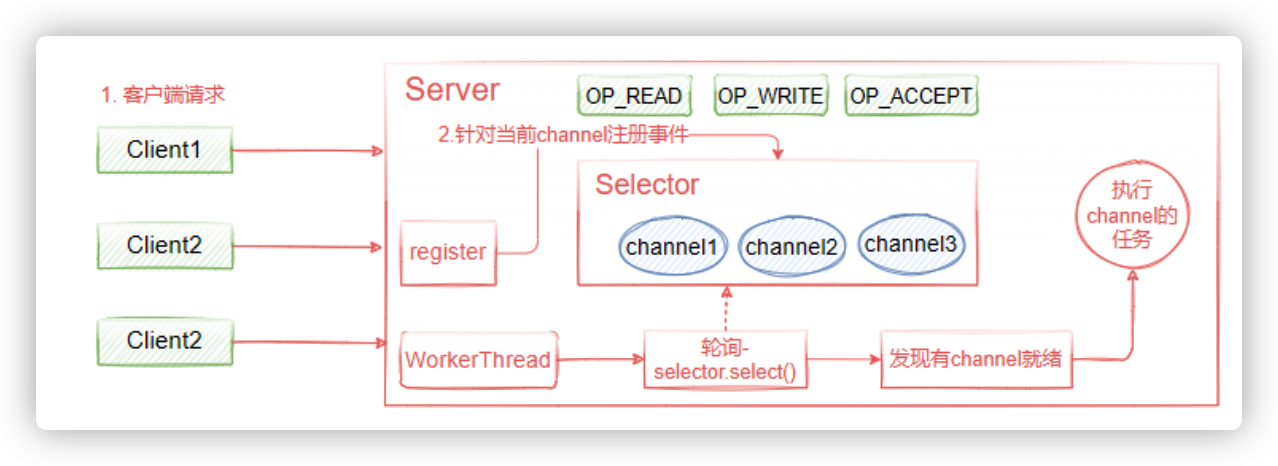 1. 客户端请求
Client1
Client2
Client2
Server
OP_READ
OP_WRITE
OP_ACCEPT
2.针对当前channel注册事件
register
Selector
channel1
channel2
channel3
WorkerThread
轮询-
selector.select()
发现有channel就绪
执行
channel的
任务